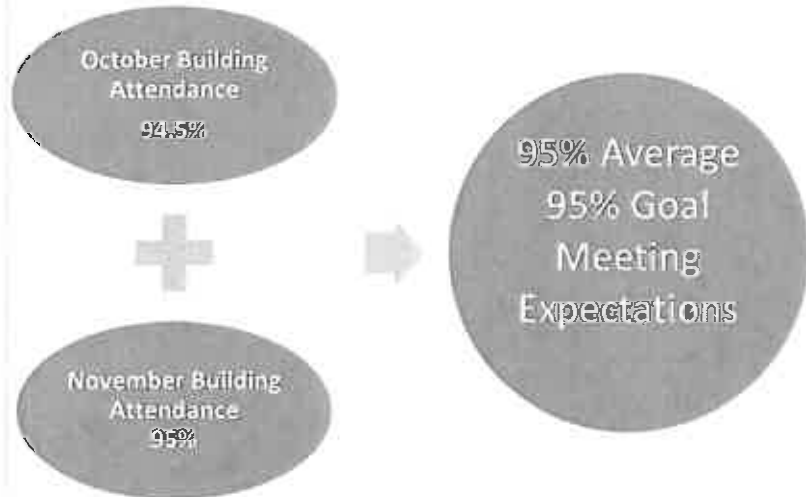 October Building
Attendance
94.5%
November Building
Attendance
95%
95% Average
95% Goal
Meeting
Expectations